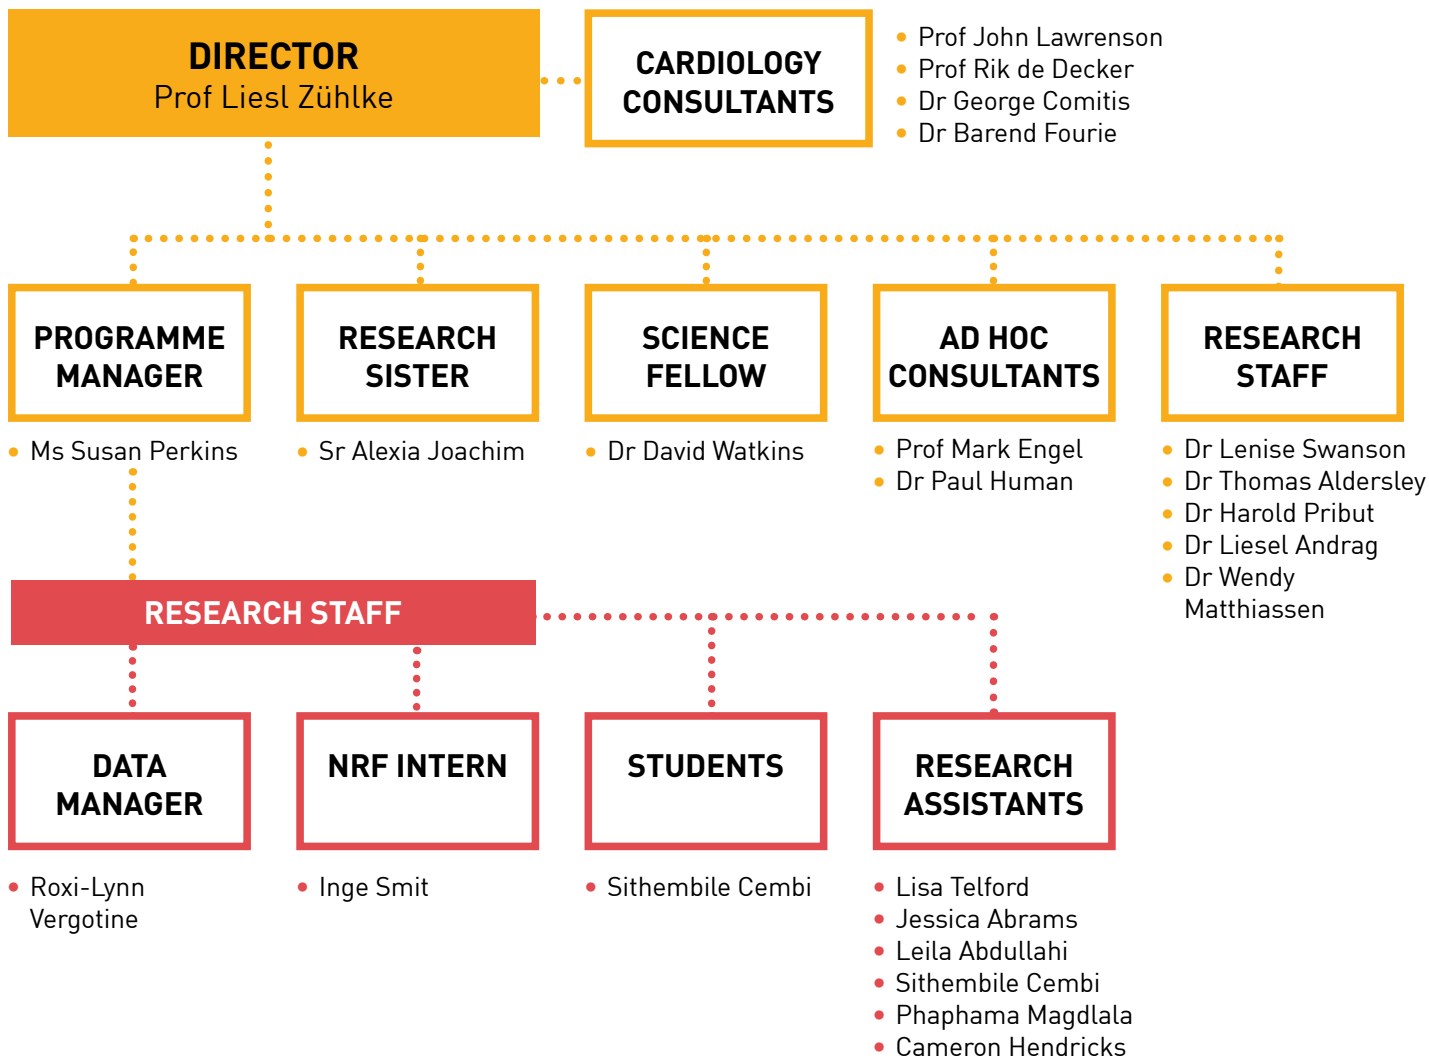 DIRECTOR
Prof Liesl Zühlke
CARDIOLOGY
CONSULTANTS
Prof John Lawrenson
Prof Rik de Decker
Dr George Comitis
Dr Barend Fourie
PROGRAMME
MANAGER
Ms Susan Perkins
RESEARCH
SISTER
Sr Alexia Joachim
SCIENCE
FELLOW
Dr David Watkins
AD HOC
CONSULTANTS
Prof Mark Engel
Dr Paul Human
RESEARCH
STAFF
Dr Lenise Swanson
Dr Thomas Aldersley
Dr Harold Pribut
Dr Liesel Andrag
Dr Wendy
Matthiassen
RESEARCH STAFF
DATA
MANAGER
Roxi-Lynn
Vergotine
NRF INTERN
Inge Smit
STUDENTS
Sithembile Cembi
RESEARCH
ASSISTANTS
Lisa Telford
Jessica Abrams
Leila Abdullahi
Sithembile Cembi
Phaphama Magdlala
Cameron Hendricks